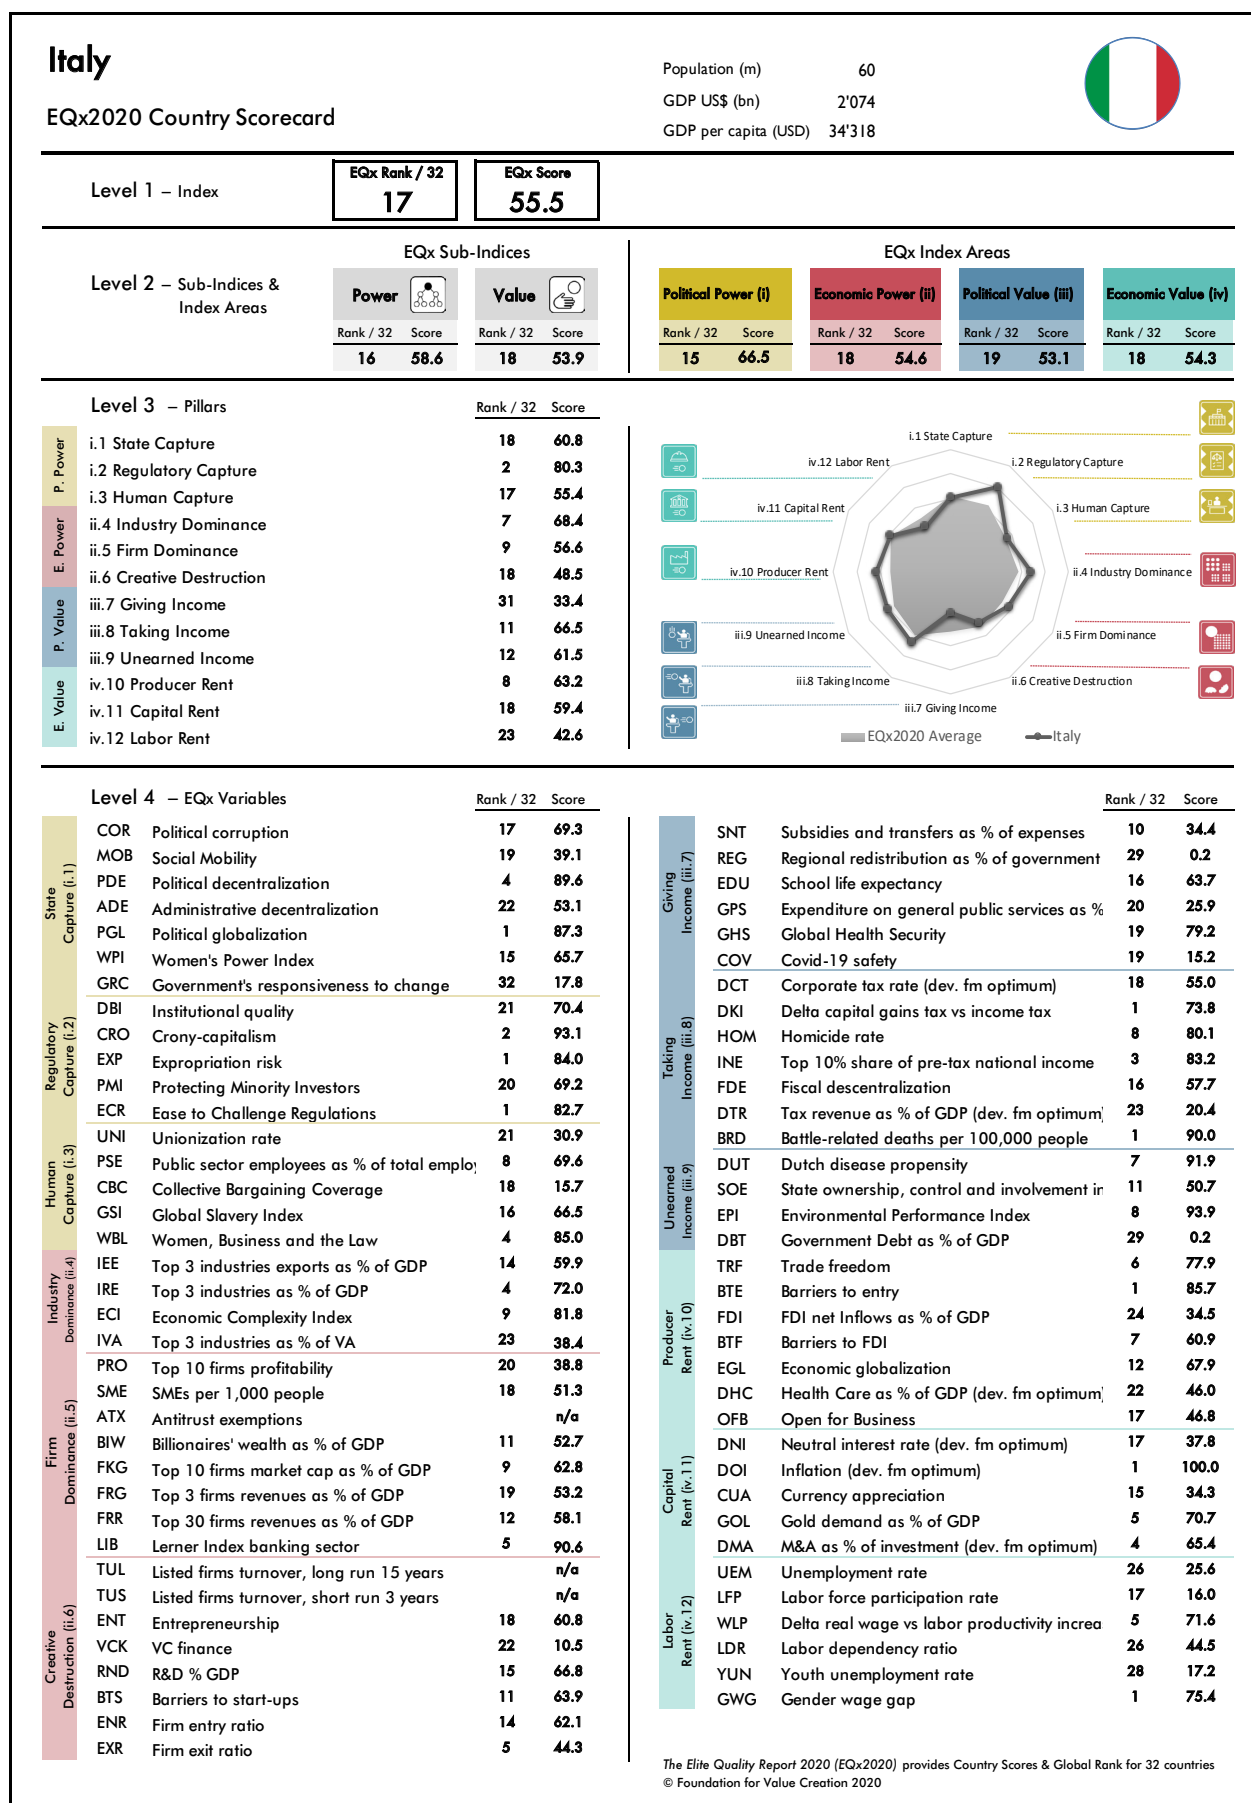 Italy
EQx2020 Country Scorecard
Population (m) 60
GDP US$ (bn) 2'074
GDP per capita (USD) 34'318
Level 1 – Index
EQx Rank / 32
17
EQx Score
55.5
Level 2 – Sub-Indices &
Index Areas
EQx Sub-Indices
Power
Value
Rank / 32 Score Rank / 32 Score
16 58.6 18 53.9
EQx Index Areas
Political Power (i) Economic Power (ii) Political Value (iii) Economic Value (iv)
Rank / 32 Score Rank / 32 Score Rank / 32 Score Rank / 32 Score
15 66.5 18 54.6 19 53.1 18 54.3
Level 3 – Pillars Rank / 32 Score
P. Power
i.1 State Capture 18 60.8
i.2 Regulatory Capture 2 80.3
i.3 Human Capture 17 55.4
E. Power
ii.4 Industry Dominance 7 68.4
ii.5 Firm Dominance 9 56.6
ii.6 Creative Destruction 18 48.5
P. Value
iii.7 Giving Income 31 33.4
iii.8 Taking Income 11 66.5
iii.9 Unearned Income 12 61.5
E. Value
iv.10 Producer Rent 8 63.2
iv.11 Capital Rent 18 59.4
iv.12 Labor Rent 23 42.6
i.1 State Capture
iv.12 Labor Rent i.2 Regulatory Capture
iv.11 Capital Rent i.3 Human Capture
iv.10 Producer Rent ii.4 Industry Dominance
iii.9 Unearned Income ii.5 Firm Dominance
iii.8 Taking Income ii.6 Creative Destruction
iii.7 Giving Income
EQx2020 Average Italy
Level 4 – EQx Variables Rank / 32 Score
State
Capture (i.1)
COR Political corruption 17 69.3
MOB Social Mobility 19 39.1
PDE Political decentralization 4 89.6
ADE Administrative decentralization 22 53.1
PGL Political globalization 1 87.3
WPI Women's Power Index 15 65.7
GRC Government's responsiveness to change 32 17.8
Regulatory
Capture (i.2)
DBI Institutional quality 21 70.4
CRO Crony-capitalism 2 93.1
EXP Expropriation risk 1 84.0
PMI Protecting Minority Investors 20 69.2
ECR Ease to Challenge Regulations 1 82.7
Human
Capture (i.3)
UNI Unionization rate 21 30.9
PSE Public sector employees as % of total employ 8 69.6
CBC Collective Bargaining Coverage 18 15.7
GSI Global Slavery Index 16 66.5
WBL Women, Business and the Law 4 85.0
Industry
Dominance (ii.4)
IEE Top 3 industries exports as % of GDP 14 59.9
IRE Top 3 industries as % of GDP 4 72.0
ECI Economic Complexity Index 9 81.8
IVA Top 3 industries as % of VA 23 38.4
Firm
Dominance (ii.5)
PRO Top 10 firms profitability 20 38.8
SME SMEs per 1,000 people 18 51.3
ATX Antitrust exemptions n/a
BIW Billionaires' wealth as % of GDP 11 52.7
FKG Top 10 firms market cap as % of GDP 9 62.8
FRG Top 3 firms revenues as % of GDP 19 53.2
FRR Top 30 firms revenues as % of GDP 12 58.1
LIB Lerner Index banking sector 5 90.6
Creative
Destruction (ii.6)
TUL Listed firms turnover, long run 15 years n/a
TUS Listed firms turnover, short run 3 years n/a
ENT Entrepreneurship 18 60.8
VCK VC finance 22 10.5
RND R&D % GDP 15 66.8
BTS Barriers to start-ups 11 63.9
ENR Firm entry ratio 14 62.1
EXR Firm exit ratio 5 44.3
Rank / 32 Score
Giving
Income (iii.7)
SNT Subsidies and transfers as % of expenses 10 34.4
REG Regional redistribution as % of government 29 0.2
EDU School life expectancy 16 63.7
GPS Expenditure on general public services as % 20 25.9
GHS Global Health Security 19 79.2
COV Covid-19 safety 19 15.2
Taking
Income (iii.8)
DCT Corporate tax rate (dev. fm optimum) 18 55.0
DKI Delta capital gains tax vs income tax 1 73.8
HOM Homicide rate 8 80.1
INE Top 10% share of pre-tax national income 3 83.2
FDE Fiscal descentralization 16 57.7
DTR Tax revenue as % of GDP (dev. fm optimum) 23 20.4
BRD Battle-related deaths per 100,000 people 1 90.0
Unearned
Income (iii.9)
DUT Dutch disease propensity 7 91.9
SOE State ownership, control and involvement in 11 50.7
EPI Environmental Performance Index 8 93.9
DBT Government Debt as % of GDP 29 0.2
Producer
Rent (iv.10)
TRF Trade freedom 6 77.9
BTE Barriers to entry 1 85.7
FDI FDI net Inflows as % of GDP 24 34.5
BTF Barriers to FDI 7 60.9
EGL Economic globalization 12 67.9
DHC Health Care as % of GDP (dev. fm optimum) 22 46.0
OFB Open for Business 17 46.8
Capital
Rent (iv.11)
DNI Neutral interest rate (dev. fm optimum) 17 37.8
DOI Inflation (dev. fm optimum) 1 100.0
CUA Currency appreciation 15 34.3
GOL Gold demand as % of GDP 5 70.7
DMA M&A as % of investment (dev. fm optimum) 4 65.4
Labor
Rent (iv.12)
UEM Unemployment rate 26 25.6
LFP Labor force participation rate 17 16.0
WLP Delta real wage vs labor productivity increa 5 71.6
LDR Labor dependency ratio 26 44.5
YUN Youth unemployment rate 28 17.2
GWG Gender wage gap 1 75.4
The Elite Quality Report 2020 (EQx2020) provides Country Scores & Global Rank for 32 countries
© Foundation for Value Creation 2020